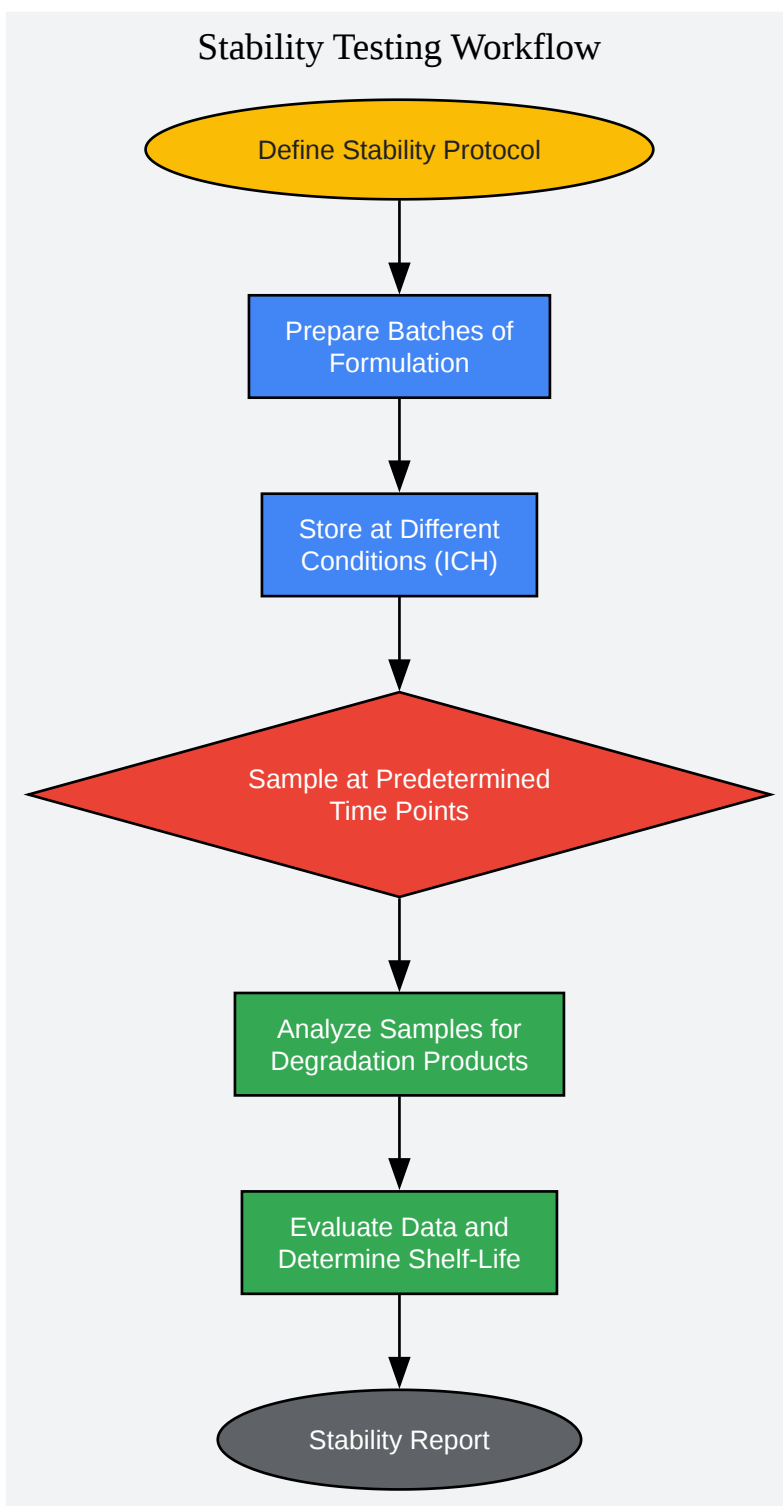 Stability Testing Workflow
Define Stability Protocol
Prepare Batches of
Formulation
Store at Different
Conditions (ICH)
Sample at Predetermined
Time Points
Analyze Samples for
Degradation Products
Evaluate Data and
Determine Shelf-Life
Stability Report